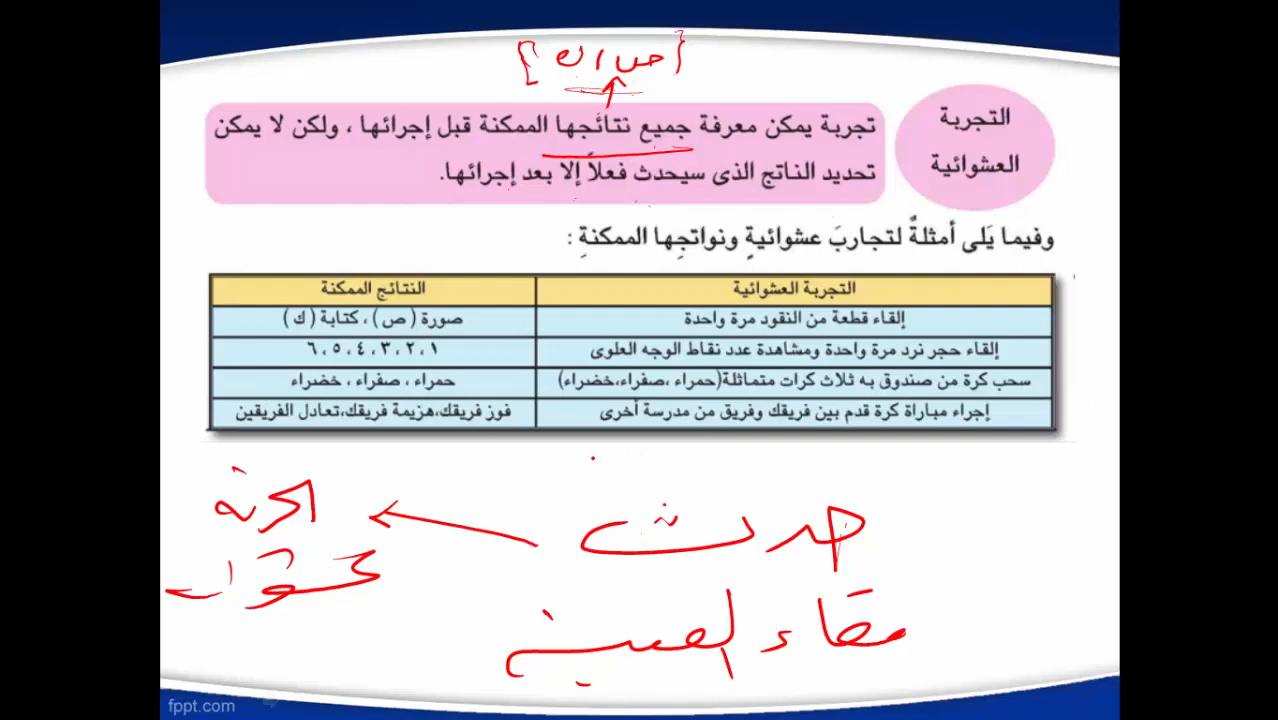 التجربة
العشوائية
تجربة يمكن معرفة جميع نتائجها الممكنة قبل إجرائها ، ولكن لا يمكن
تحديد الناتج الذى سيحدث فعلاً إلا بعد إجرائها.
وفيما يَلى أمثلةٌ لتجاربَ عشوائيةٍ ونواتجِها الممكنةِ :
التجربة العشوائية النتائج الممكنة
إلقاء قطعة من النقود مرة واحدة صورة ( ص ) ، كتابة ( ك )
إلقاء حجر نرد مرة واحدة ومشاهدة عدد نقاط الوجه العلوى ١ ،٢ ،٣ ،٤ ،٥ ،٦
سحب كرة من صندوق به ثلاث كرات متماثلة(حمراء ،صفراء،خضراء) حمراء ، صفراء ، خضراء
إجراء مباراة كرة قدم بين فريقك وفريق من مدرسة أخرى فوز فريقك،هزيمة فريقك،تعادل الفريقين
حدث
العينة
fppt.com